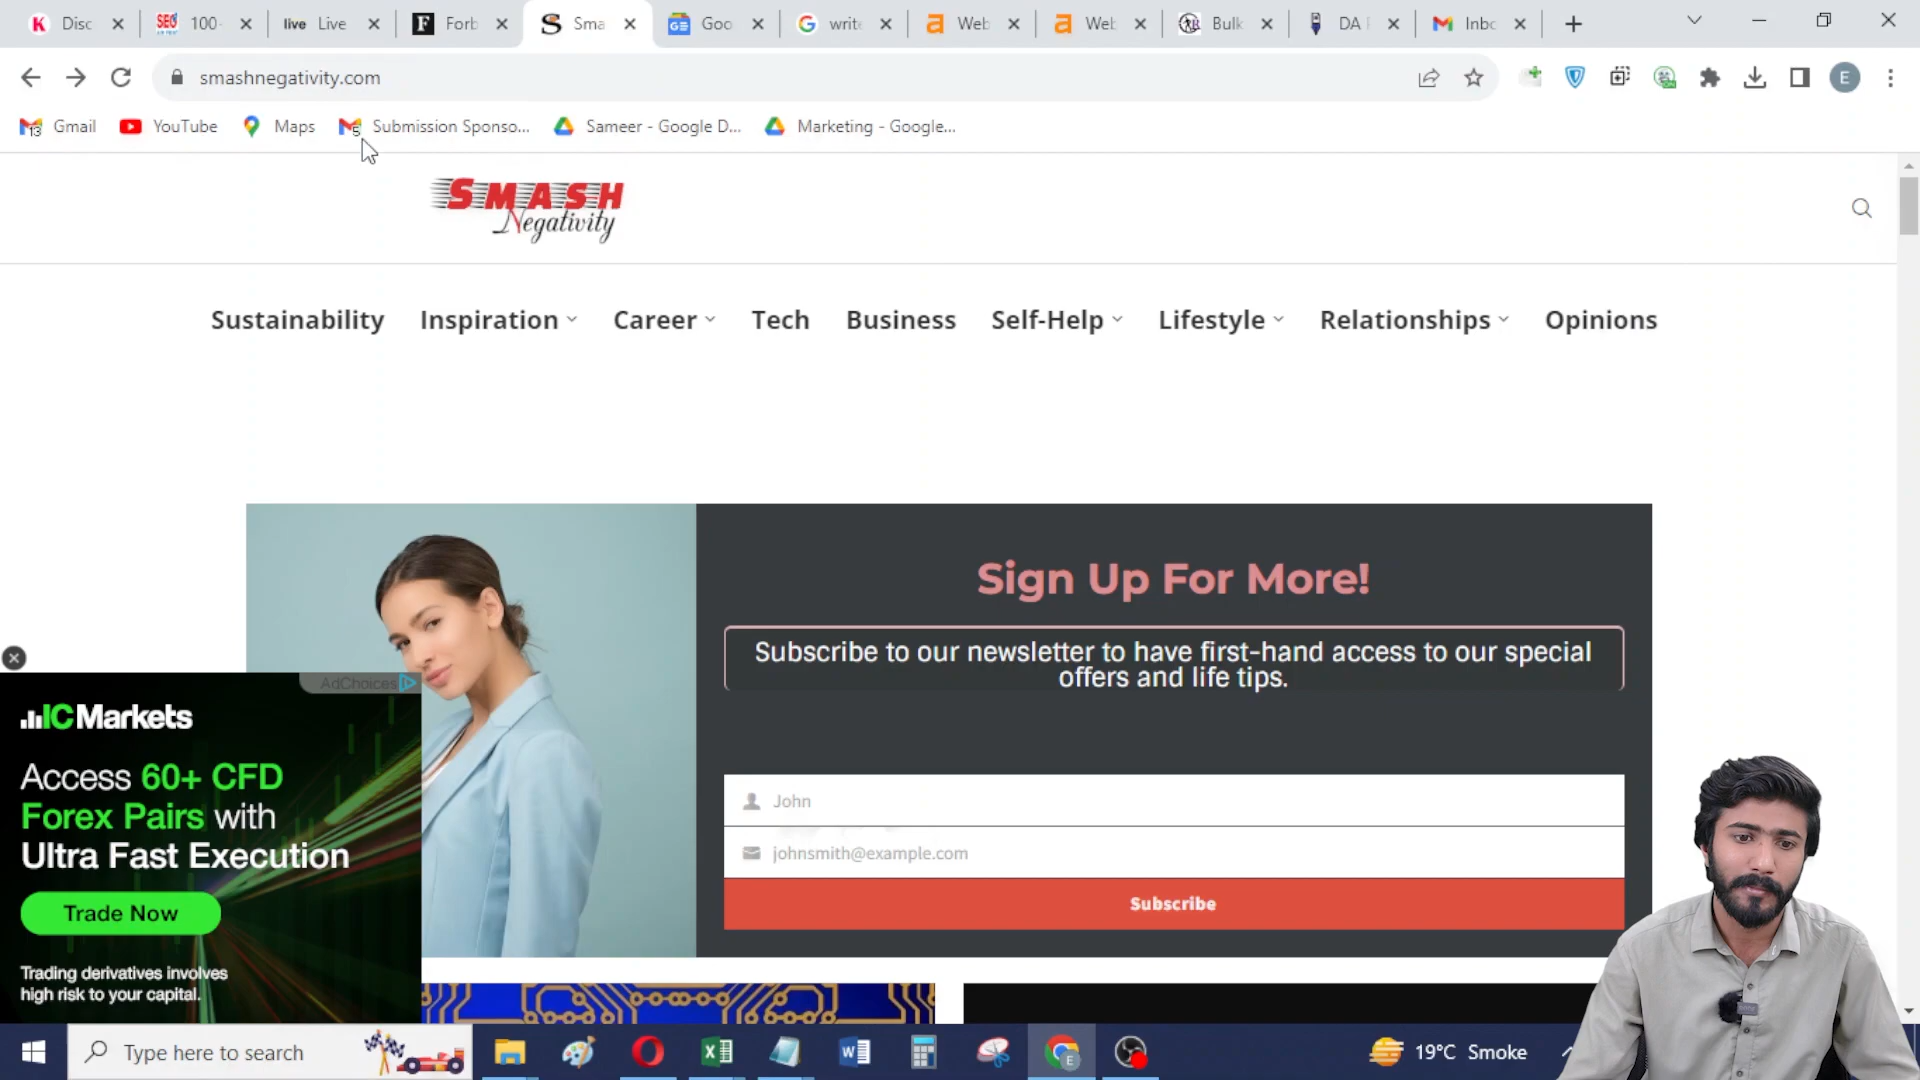 Disc
100
live Live
Forb
Sma
Goo
write
Web
Web
Bulk
DA
Inbo
smashnegativity.com
E
Gmail
YouTube
Maps
Submission Sponso...
Sameer - Google D...
Marketing - Google...
SMASH
Negativity
Sustainability
Inspiration
Career
Tech
Business
Self-Help
Lifestyle
Relationships
Opinions
Sign Up For More!
Subscribe to our newsletter to have first-hand access to our special
offers and life tips.
John
johnsmith@example.com
Subscribe
AdChoices
IC Markets
Access 60+ CFD
Forex Pairs with
Ultra Fast Execution
Trade Now
Trading derivatives involves
high risk to your capital.
Type here to search
19°C Smoke